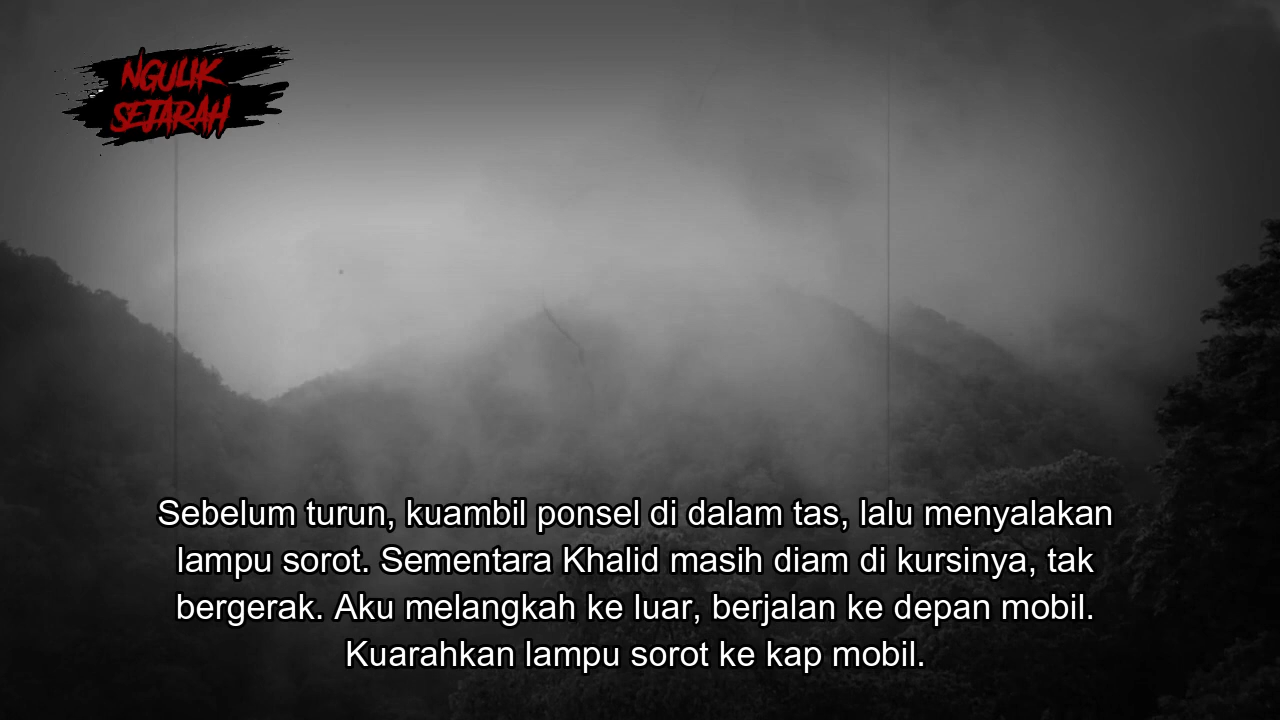 NGULIK
SEJARAH
Sebelum turun, kuambil ponsel di dalam tas, lalu menyalakan
lampu sorot. Sementara Khalid masih diam di kursinya, tak
bergerak. Aku melangkah ke luar, berjalan ke depan mobil.
Kuarahkan lampu sorot ke kap mobil.